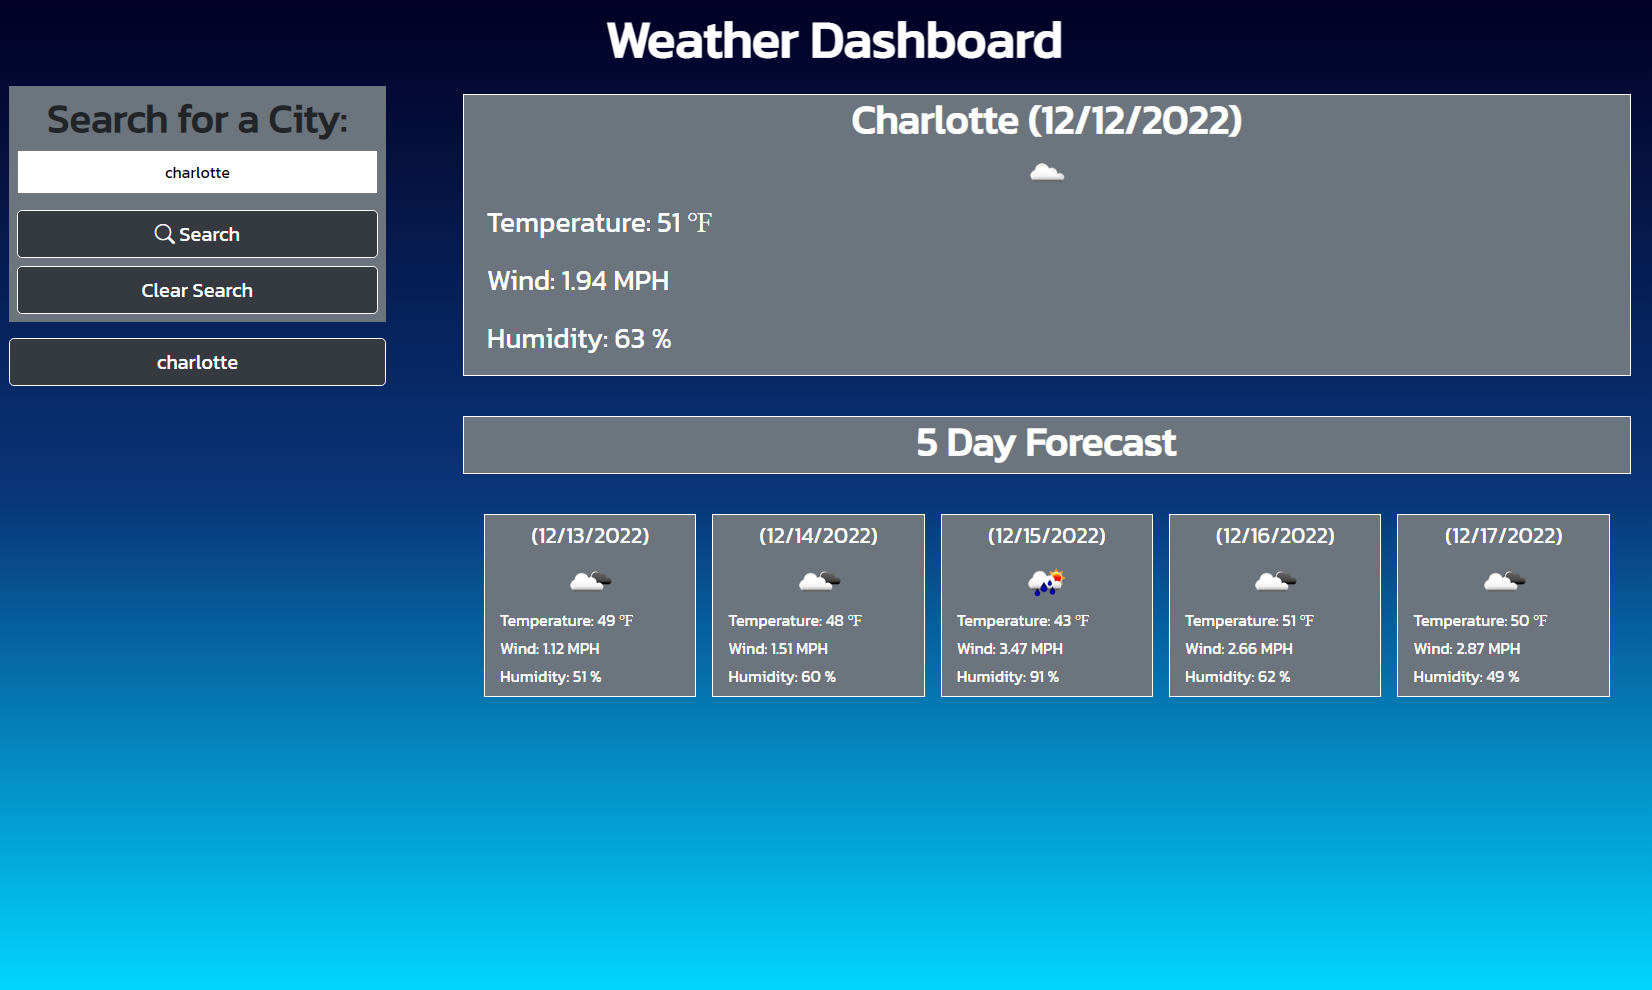 Weather Dashboard
Search for a City:
charlotte
Search
Clear Search
charlotte
Charlotte (12/12/2022)
Temperature: 51 °F
Wind: 1.94 MPH
Humidity: 63 %
5 Day Forecast
(12/13/2022)
Temperature: 49 °F
Wind: 1.12 MPH
Humidity: 51 %
(12/14/2022)
Temperature: 48 °F
Wind: 1.51 MPH
Humidity: 60 %
(12/15/2022)
Temperature: 43 °F
Wind: 3.47 MPH
Humidity: 91 %
(12/16/2022)
Temperature: 51 °F
Wind: 2.66 MPH
Humidity: 62 %
(12/17/2022)
Temperature: 50 °F
Wind: 2.87 MPH
Humidity: 49 %